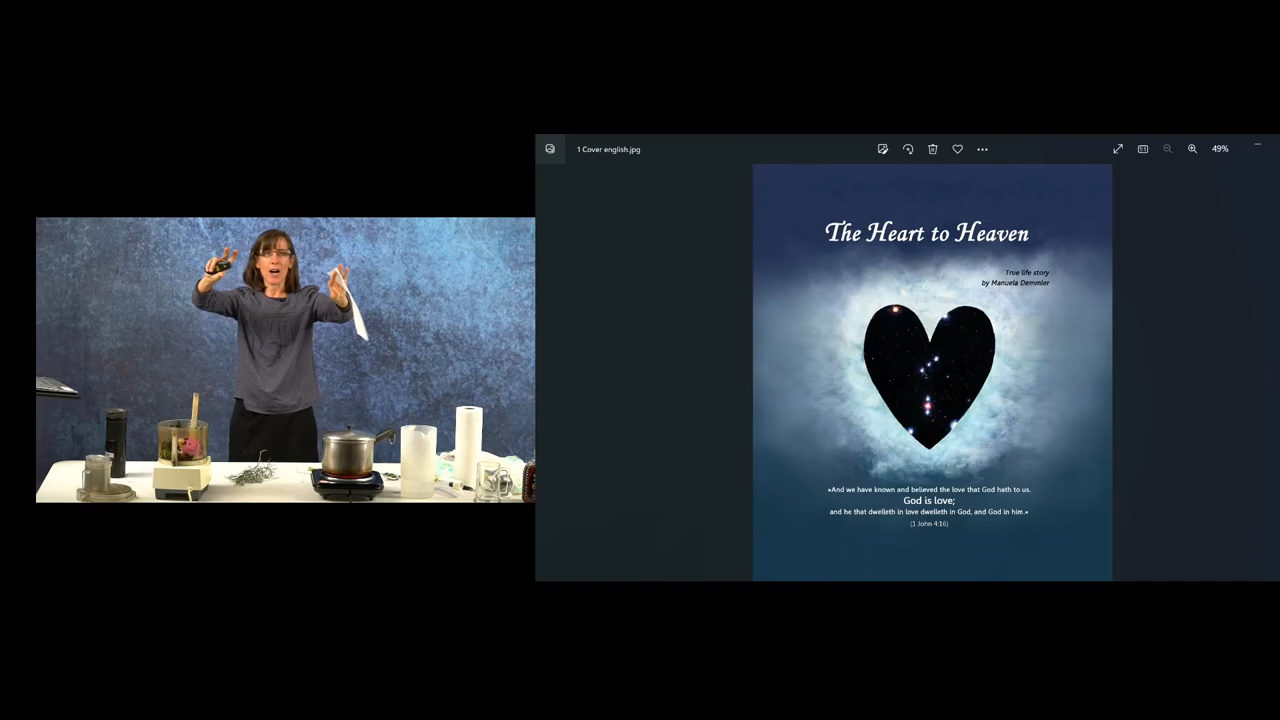 1 Cover english.jpg
49%
The Heart to Heaven
True life story
by Manuela Demmler
»And we have known and believed the love that God hath to us.
God is love;
and he that dwelleth in love dwelleth in God, and God in him.«
(1 John 4:16)